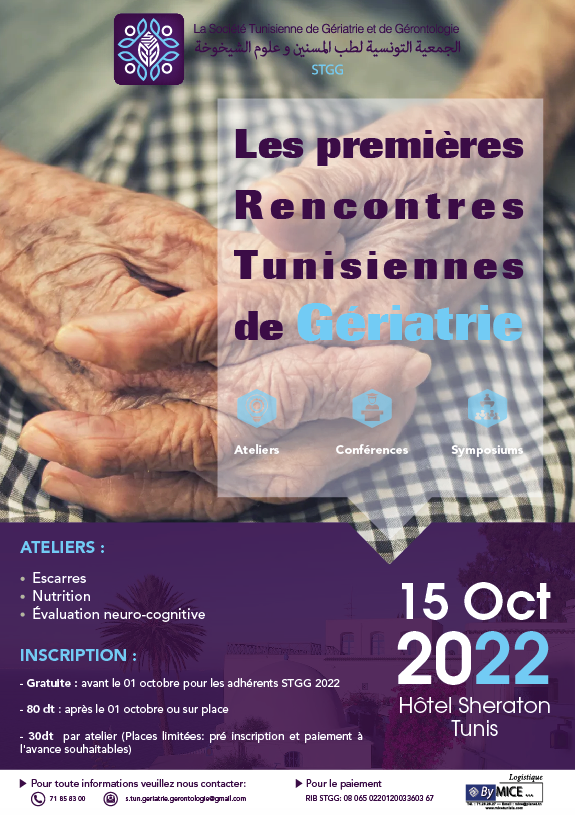 La Société Tunisienne de Gériatrie et de Gérontologie
الجمعية التونسية لطب المسنين و علوم الشيخوخة
STGG
Les premières
Rencontres
Tunisiennes
de Gériatrie
Ateliers Conférences Symposiums
ATELIERS :
• Escarres
• Nutrition
• Évaluation neuro-cognitive
INSCRIPTION :
- Gratuite : avant le 01 octobre pour les adhérents STGG 2022
- 80 dt : après le 01 octobre ou sur place
- 30dt par atelier (Places limitées: pré inscription et paiement à
l'avance souhaitables)
15 Oct
2022
Hôtel Sheraton
Tunis
Pour toute informations veuillez nous contacter:
71 85 83 00 s.tun.geriatrie.gerontologie@gmail.com
Pour le paiement
RIB STGG: 08 065 0220120033603 67
Logistique
By MICE